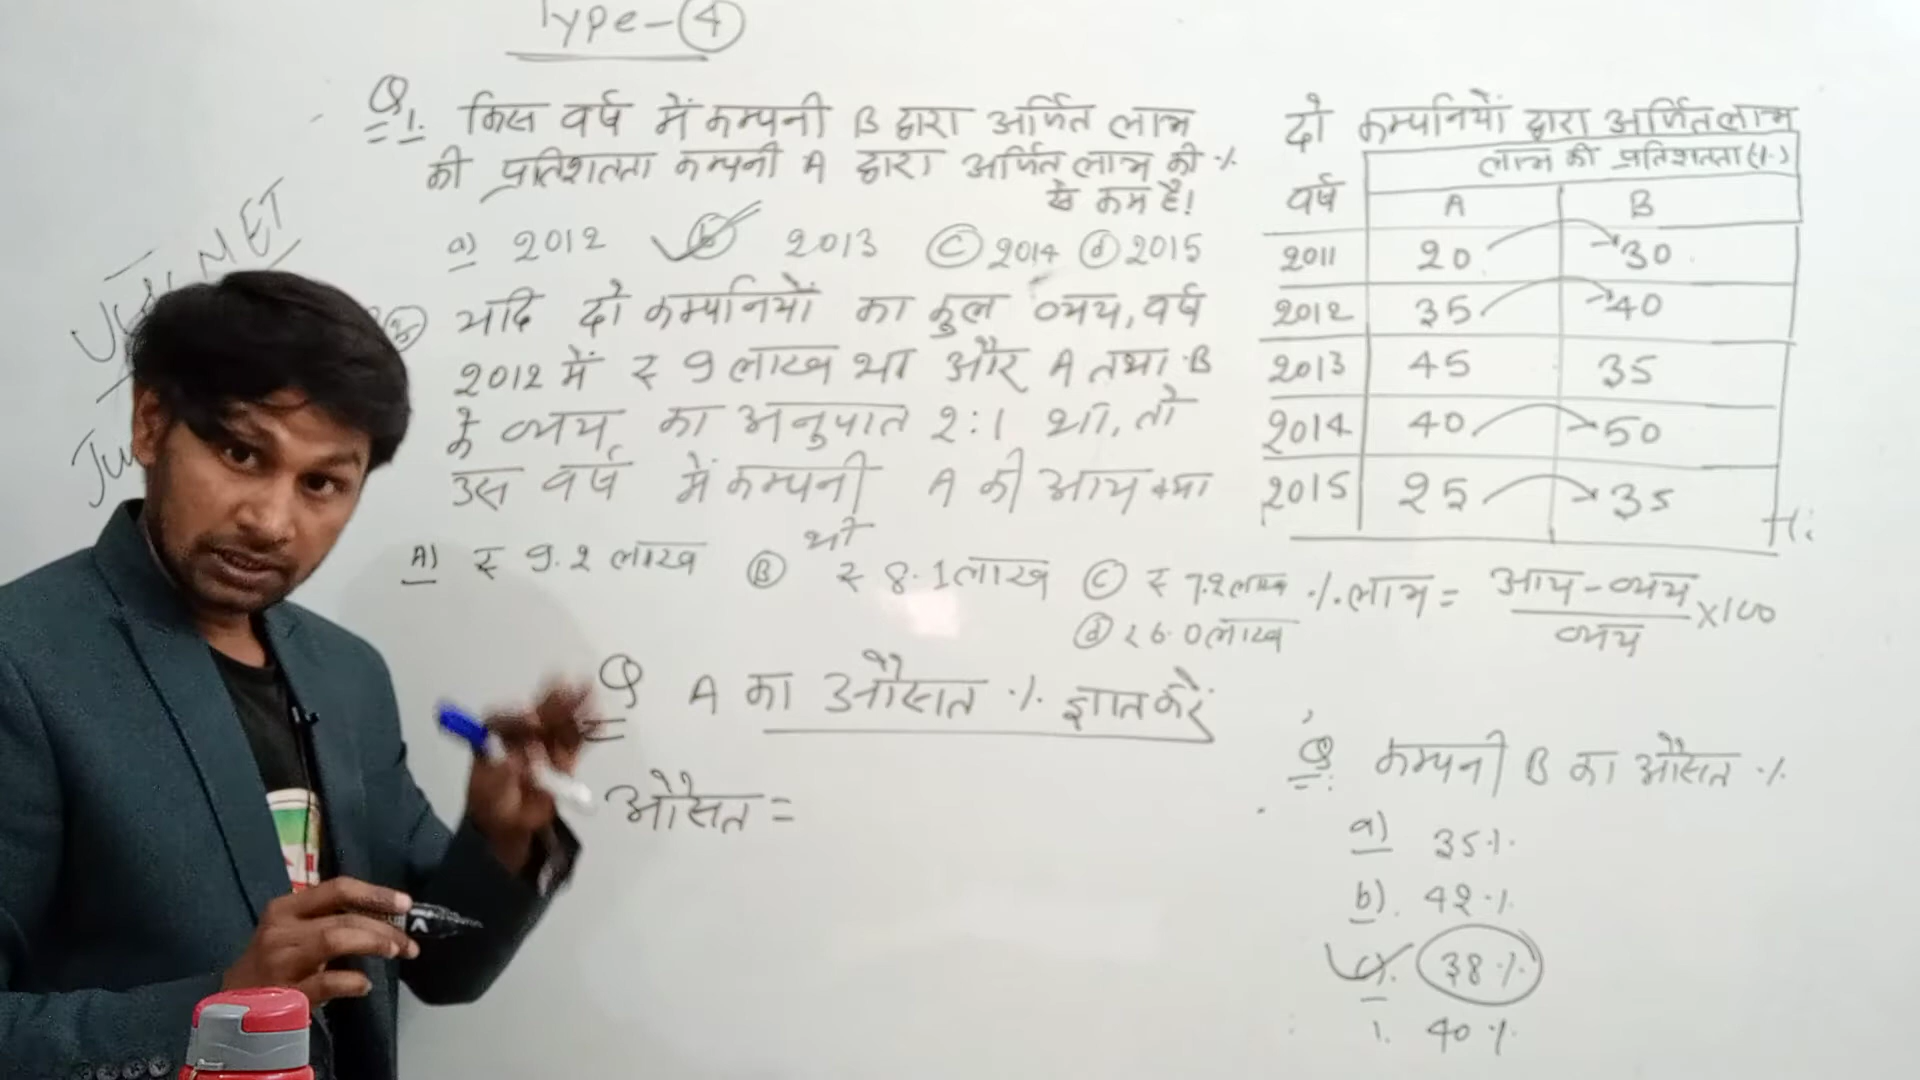 Type-4
Q1. किस वर्ष में कम्पनी B द्वारा अर्जित लाभ
की प्रतिशतता कम्पनी A द्वारा अर्जित लाभ की %
से कम है!
a) 2012 b 2013 c 2014 d 2015
यदि दो कम्पनियों का कुल व्यय, वर्ष
2012 में ₹ 9 लाख था और A तथा B
के व्यय का अनुपात 2:1 था, तो
उस वर्ष में कम्पनी A की आय क्या
थी
A) ₹ 9.2 लाख B ₹ 8.1 लाख C ₹ 7.2 लाख
d ₹ 6.0 लाख
Q A का औसत % ज्ञात करें
औसत =
दो कम्पनियों द्वारा अर्जित लाभ
लाभ की प्रतिशतता (%)
वर्ष A B
2011 20 30
2012 35 40
2013 45 35
2014 40 50
2015 25 35
%लाभ = आय - व्यय / व्यय x100
Q: कम्पनी B का औसत %
a) 35%
b). 42%
c). 38%
40%
NET
A